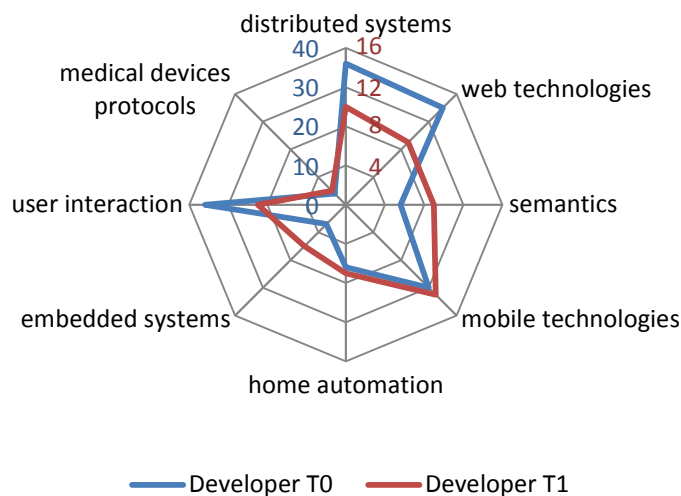 distributed systems
40 16
medical devices
protocols
30 12
web technologies
20 8
10 4
user interaction
0
semantics
embedded systems
mobile technologies
home automation
Developer T0 Developer T1